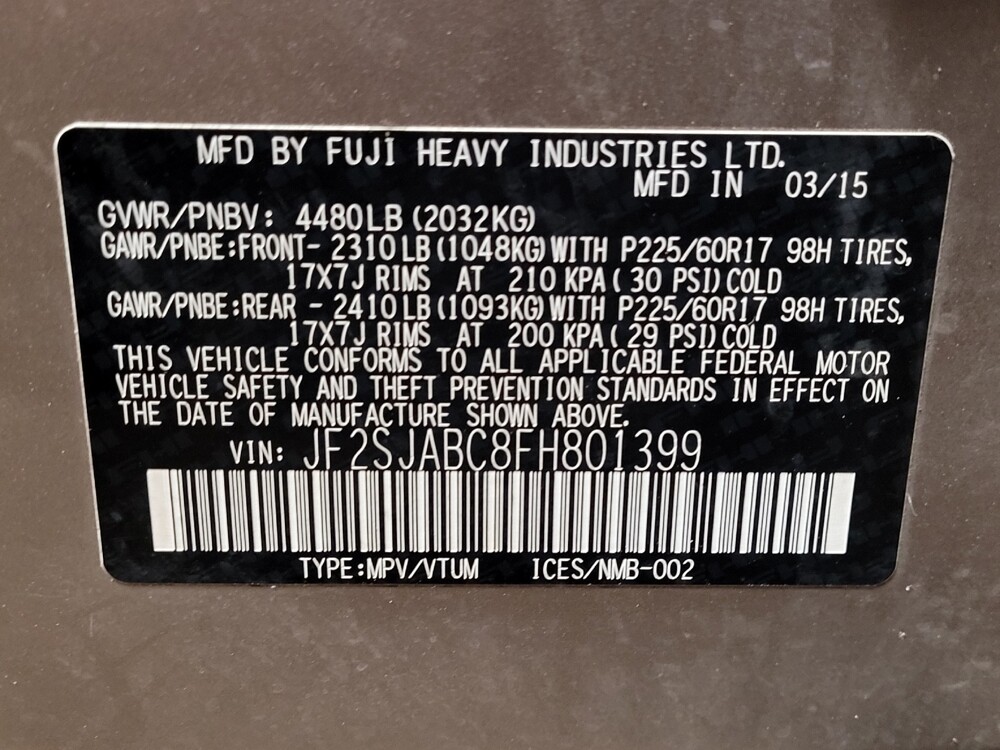 MFD BY FUJI HEAVY INDUSTRIES LTD.
MFD IN 03/15
GVWR/PNBV: 4480LB (2032KG)
GAWR/PNBE:FRONT- 2310LB (1048KG) WITH P225/60R17 98H TIRES,
17X7J RIMS AT 210 KPA ( 30 PSI) COLD
GAWR/PNBE:REAR - 2410LB (1093KG) WITH P225/60R17 98H TIRES,
17X7J RIMS AT 200 KPA ( 29 PSI) COLD
THIS VEHICLE CONFORMS TO ALL APPLICABLE FEDERAL MOTOR
VEHICLE SAFETY AND THEFT PREVENTION STANDARDS IN EFFECT ON
THE DATE OF MANUFACTURE SHOWN ABOVE.
VIN: JF2SJABC8FH801399
TYPE:MPV/VTUM ICES/NMB-002